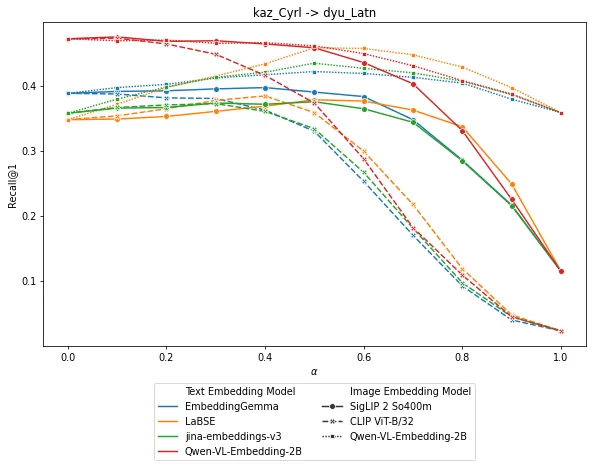 kaz_Cyrl -> dyu_Latn
Recall@1
0.4
0.3
0.2
0.1
0.0
0.2
0.4
0.6
0.8
1.0
α
Text Embedding Model
EmbeddingGemma
LaBSE
jina-embeddings-v3
Qwen-VL-Embedding-2B
Image Embedding Model
SigLIP 2 So400m
CLIP ViT-B/32
Qwen-VL-Embedding-2B